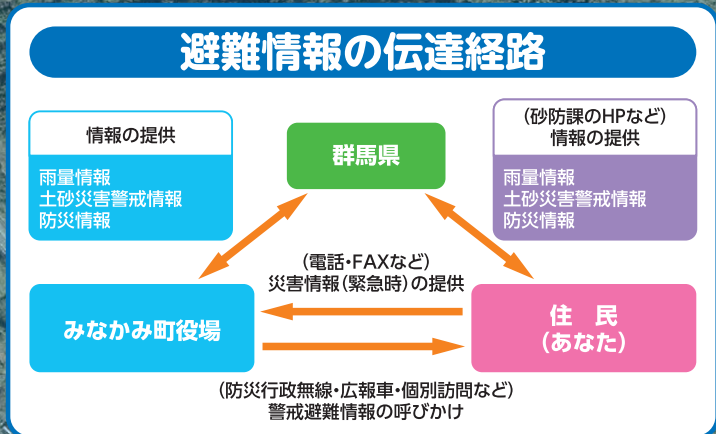 避難情報の伝達経路
情報の提供
雨量情報
土砂災害警戒情報
防災情報
群馬県
(砂防課のHPなど)
情報の提供
雨量情報
土砂災害警戒情報
防災情報
(電話・FAXなど)
災害情報(緊急時)の提供
みなかみ町役場
住　民
(あなた)
(防災行政無線・広報車・個別訪問など)
警戒避難情報の呼びかけ